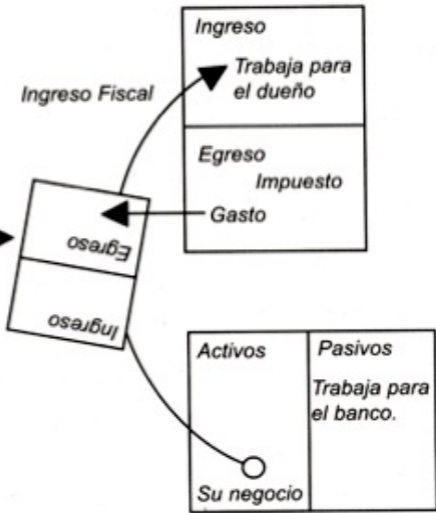 Ingreso
Trabaja para
el dueño
Ingreso Fiscal
Egreso
Impuesto
Gasto
Egreso
Ingreso
Activos
Pasivos
Trabaja para
el banco.
Su negocio